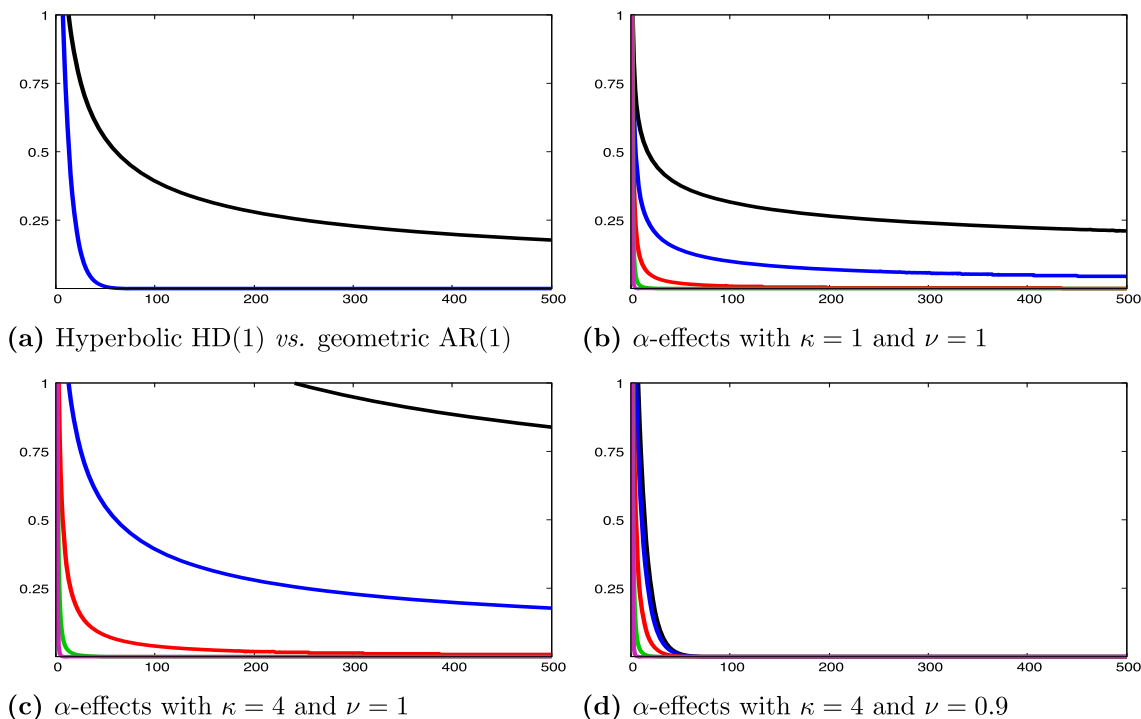 1
0.75
0.5
0.25
0 100 200 300 400 500
(a) Hyperbolic HD(1) vs. geometric AR(1)
1
0.75
0.5
0.25
0 100 200 300 400 500
(b) α-effects with κ = 1 and ν = 1
1
0.75
0.5
0.25
0 100 200 300 400 500
(c) α-effects with κ = 4 and ν = 1
1
0.75
0.5
0.25
0 100 200 300 400 500
(d) α-effects with κ = 4 and ν = 0.9